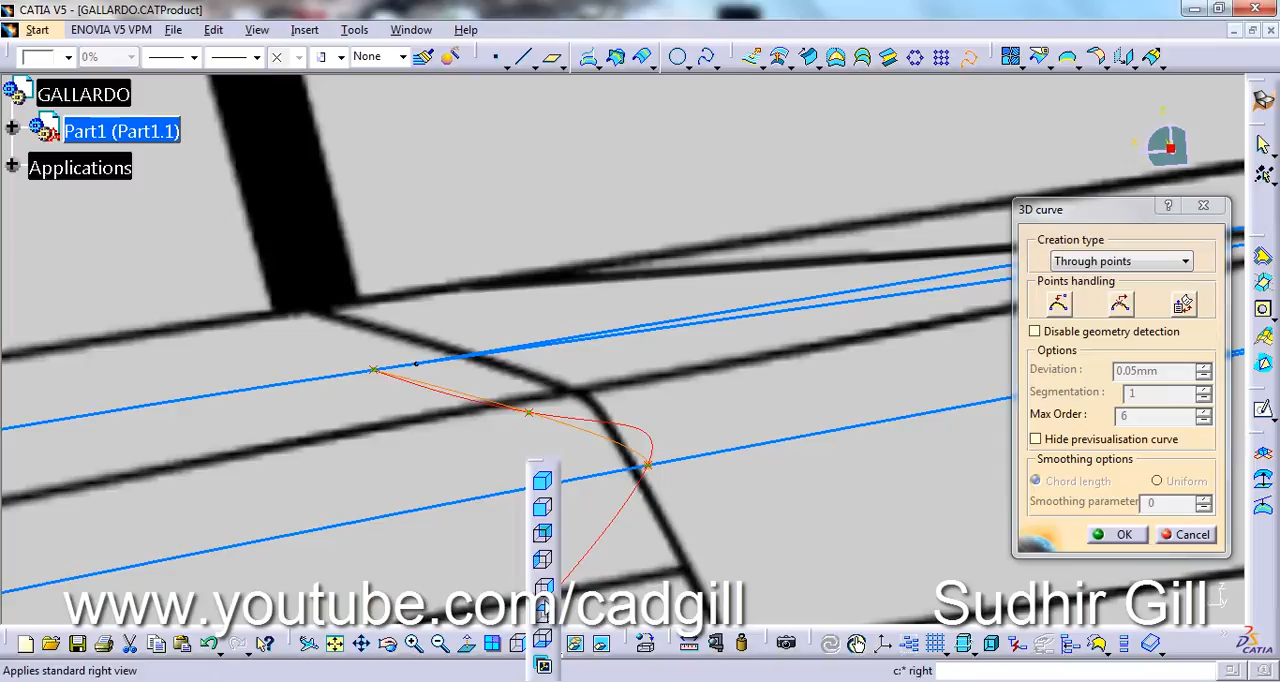 CATIA V5 - [GALLARDO.CATProduct]
Start ENOVIA V5 VPM File Edit View Insert Tools Window Help
0% None
GALLARDO
Part1 (Part1.1)
Applications
3D curve
Creation type
Through points
Points handling
Disable geometry detection
Options
Deviation : 0.05mm
Segmentation : 1
Max Order : 6
Hide previsualisation curve
Smoothing options
Chord length Uniform
Smoothing parameter 0
OK Cancel
www.youtube.com/cadgill Sudhir Gill
CATIA
Applies standard right view c:* right